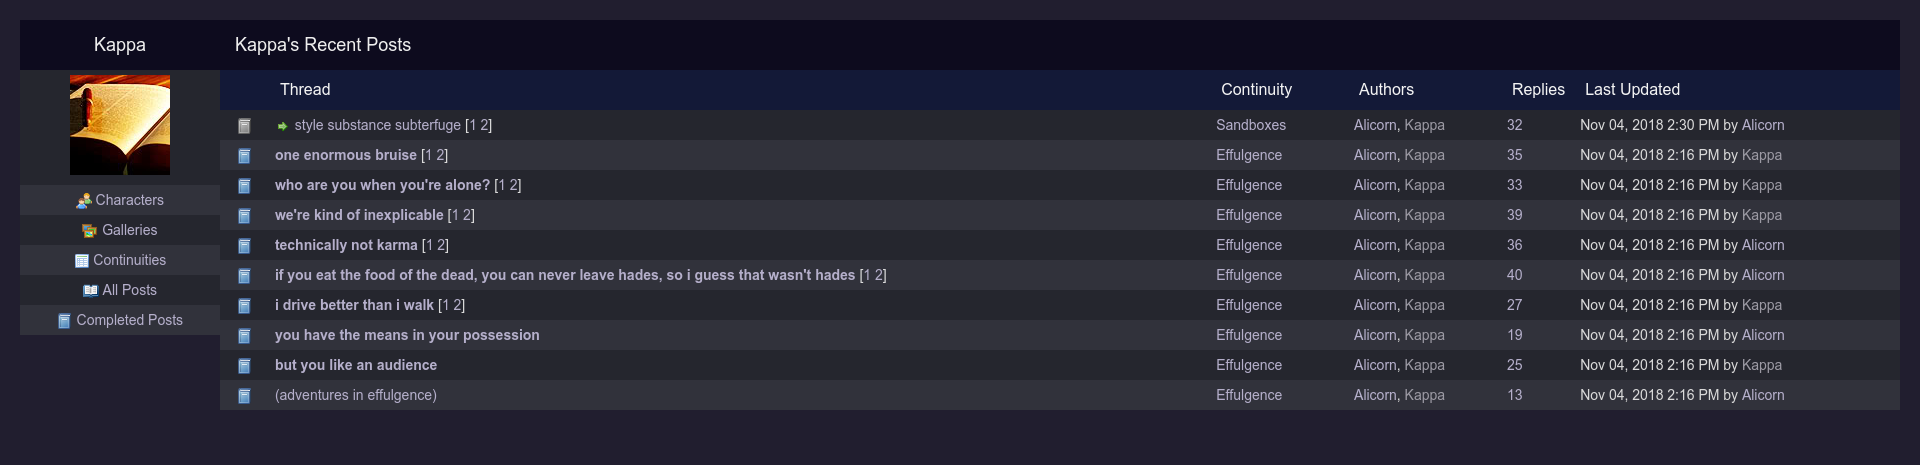 Kappa
Kappa's Recent Posts
Thread Continuity Authors Replies Last Updated
style substance subterfuge [1 2] Sandboxes Alicorn, Kappa 32 Nov 04, 2018 2:30 PM by Alicorn
one enormous bruise [1 2] Effulgence Alicorn, Kappa 35 Nov 04, 2018 2:16 PM by Kappa
who are you when you're alone? [1 2] Effulgence Alicorn, Kappa 33 Nov 04, 2018 2:16 PM by Kappa
we're kind of inexplicable [1 2] Effulgence Alicorn, Kappa 39 Nov 04, 2018 2:16 PM by Kappa
technically not karma [1 2] Effulgence Alicorn, Kappa 36 Nov 04, 2018 2:16 PM by Alicorn
if you eat the food of the dead, you can never leave hades, so i guess that wasn't hades [1 2] Effulgence Alicorn, Kappa 40 Nov 04, 2018 2:16 PM by Alicorn
i drive better than i walk [1 2] Effulgence Alicorn, Kappa 27 Nov 04, 2018 2:16 PM by Kappa
you have the means in your possession Effulgence Alicorn, Kappa 19 Nov 04, 2018 2:16 PM by Alicorn
but you like an audience Effulgence Alicorn, Kappa 25 Nov 04, 2018 2:16 PM by Kappa
(adventures in effulgence) Effulgence Alicorn, Kappa 13 Nov 04, 2018 2:16 PM by Alicorn
Characters
Galleries
Continuities
All Posts
Completed Posts